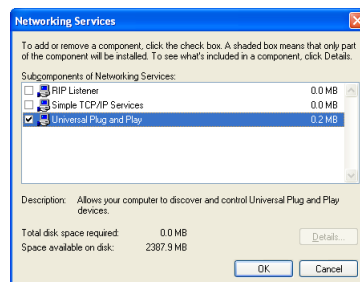 Networking Services
To add or remove a component, click the check box. A shaded box means that only part
of the component will be installed. To see what's included in a component, click Details.
Subcomponents of Networking Services:
RIP Listener 0.0 MB
Simple TCP/IP Services 0.0 MB
Universal Plug and Play 0.2 MB
Description: Allows your computer to discover and control Universal Plug and Play
devices.
Total disk space required: 0.0 MB
Space available on disk: 2387.9 MB
Details...
OK Cancel